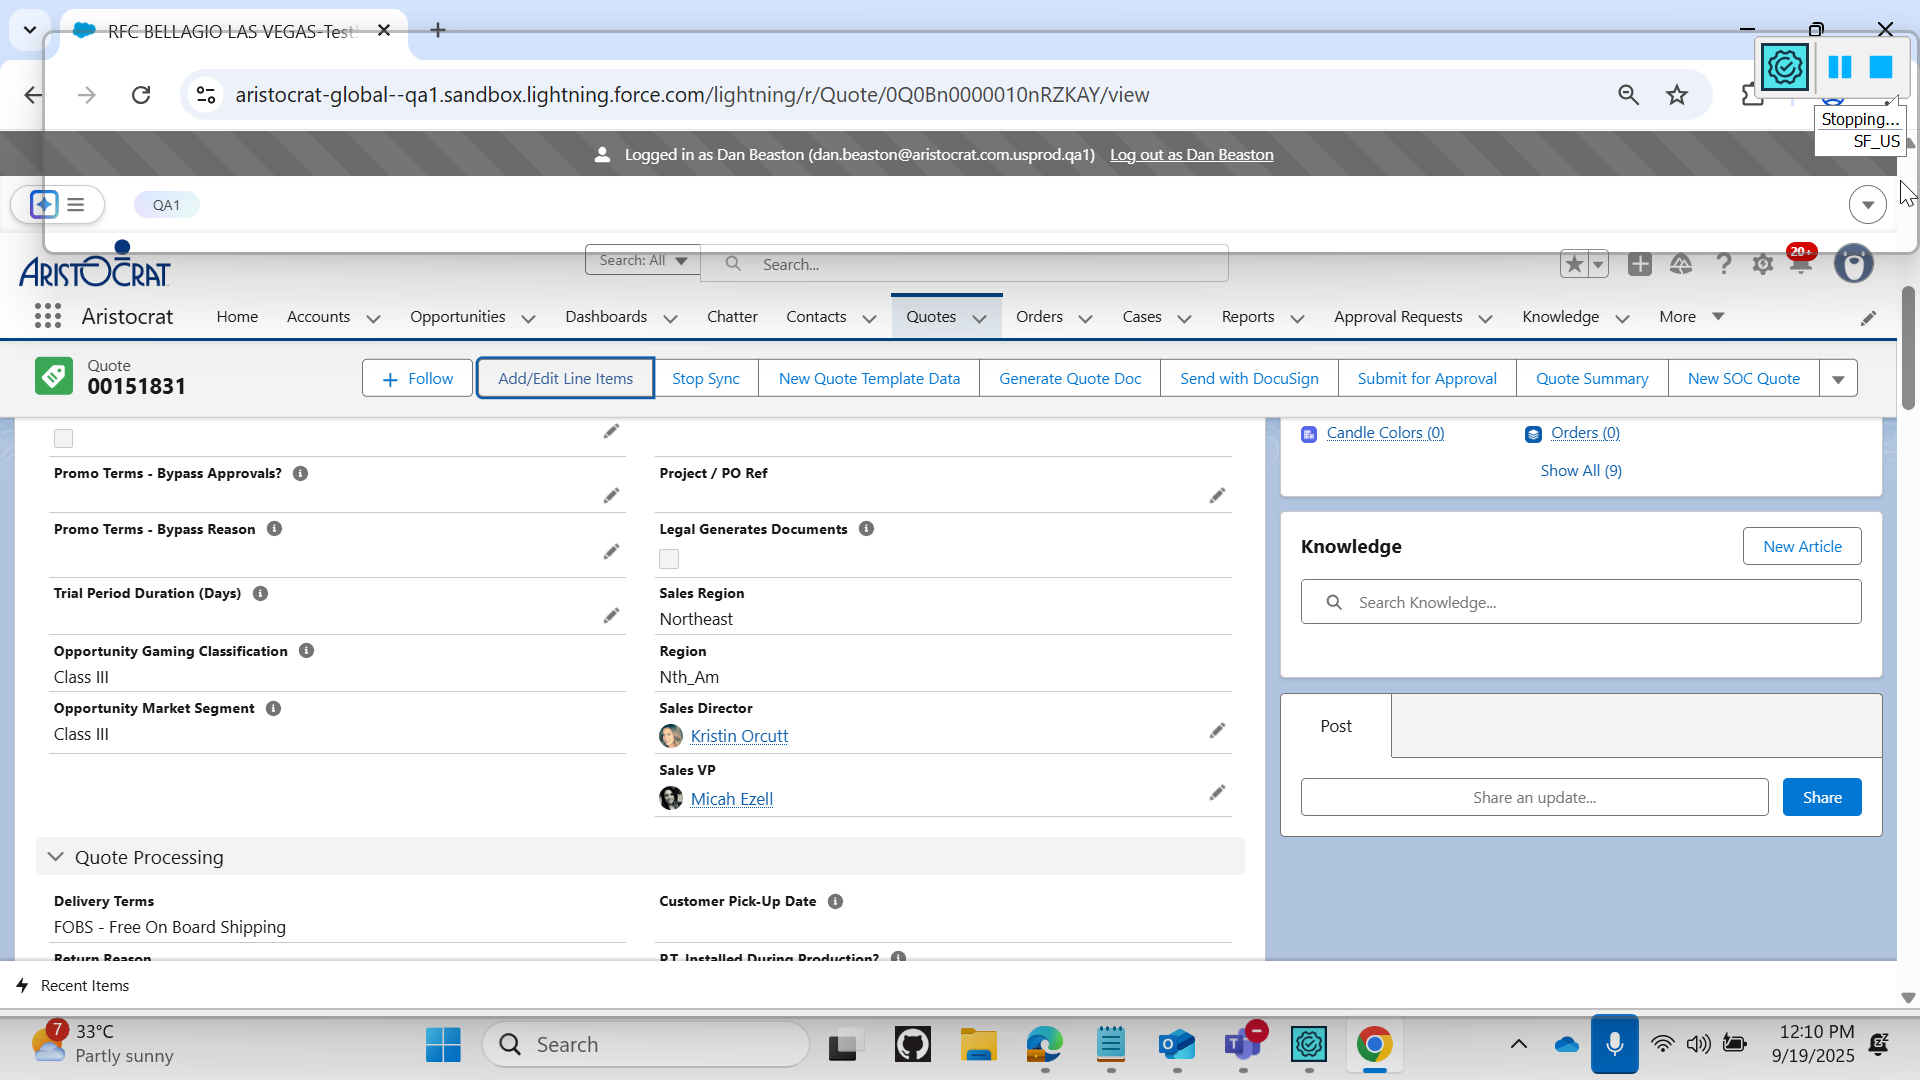 RFC BELLAGIO LAS VEGAS-Test
aristocrat-global--qa1.sandbox.lightning.force.com/lightning/r/Quote/0Q0Bn0000010nRZKAY/view
Stopping...
SF_US
Logged in as Dan Beaston (dan.beaston@aristocrat.com.usprod.qa1) Log out as Dan Beaston
QA1
ARISTOCRAT
Search: All
Search...
20+
Aristocrat
Home Accounts Opportunities Dashboards Chatter Contacts Quotes Orders Cases Reports Approval Requests Knowledge More
Quote
00151831
Follow
Add/Edit Line Items
Stop Sync
New Quote Template Data
Generate Quote Doc
Send with DocuSign
Submit for Approval
Quote Summary
New SOC Quote
Promo Terms - Bypass Approvals?
Project / PO Ref
Promo Terms - Bypass Reason
Legal Generates Documents
Trial Period Duration (Days)
Sales Region
Northeast
Opportunity Gaming Classification
Class III
Region
Nth_Am
Opportunity Market Segment
Class III
Sales Director
Kristin Orcutt
Sales VP
Micah Ezell
Quote Processing
Delivery Terms
FOBS - Free On Board Shipping
Customer Pick-Up Date
Return Reason
P.T. Installed During Production?
Candle Colors (0)
Orders (0)
Show All (9)
Knowledge
New Article
Search Knowledge...
Post
Share an update...
Share
Recent Items
7
33°C
Partly sunny
Search
12:10 PM
9/19/2025